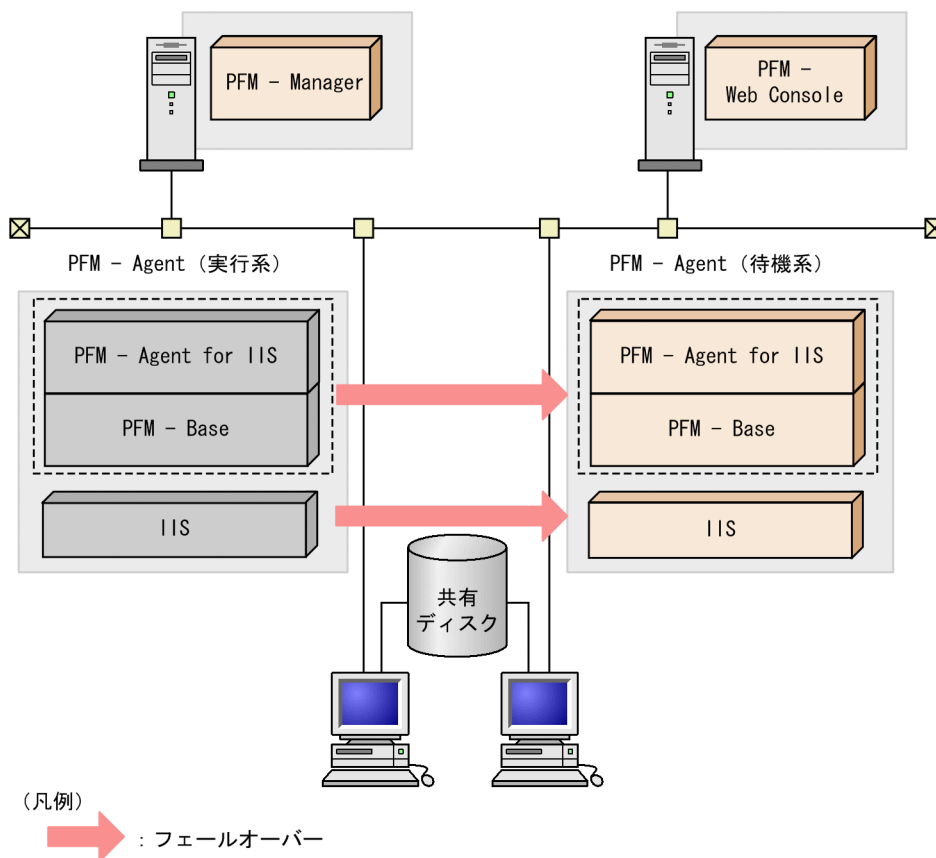 PFM - Manager
PFM -
Web Console
PFM - Agent (実行系)
PFM - Agent (待機系)
PFM - Agent for IIS
PFM - Base
IIS
PFM - Agent for IIS
PFM - Base
IIS
共有
ディスク
(凡例)
: フェールオーバー